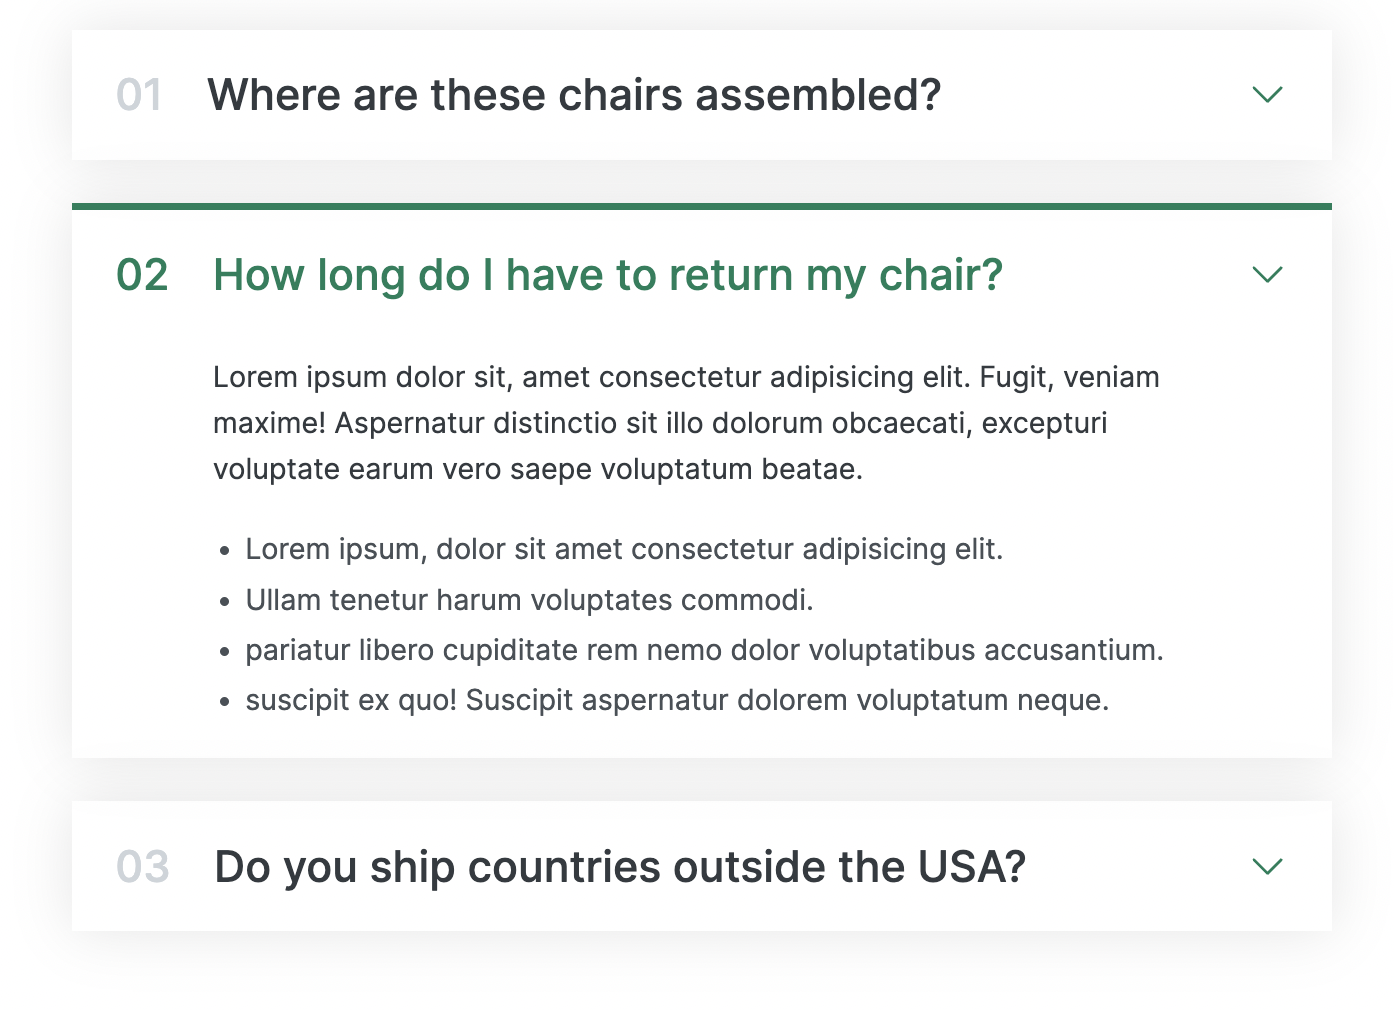 01 Where are these chairs assembled?
02 How long do I have to return my chair?
Lorem ipsum dolor sit, amet consectetur adipisicing elit. Fugit, veniam
maxime! Aspernatur distinctio sit illo dolorum obcaecati, excepturi
voluptate earum vero saepe voluptatum beatae.
• Lorem ipsum, dolor sit amet consectetur adipisicing elit.
• Ullam tenetur harum voluptates commodi.
• pariatur libero cupiditate rem nemo dolor voluptatibus accusantium.
• suscipit ex quo! Suscipit aspernatur dolorem voluptatum neque.
03 Do you ship countries outside the USA?